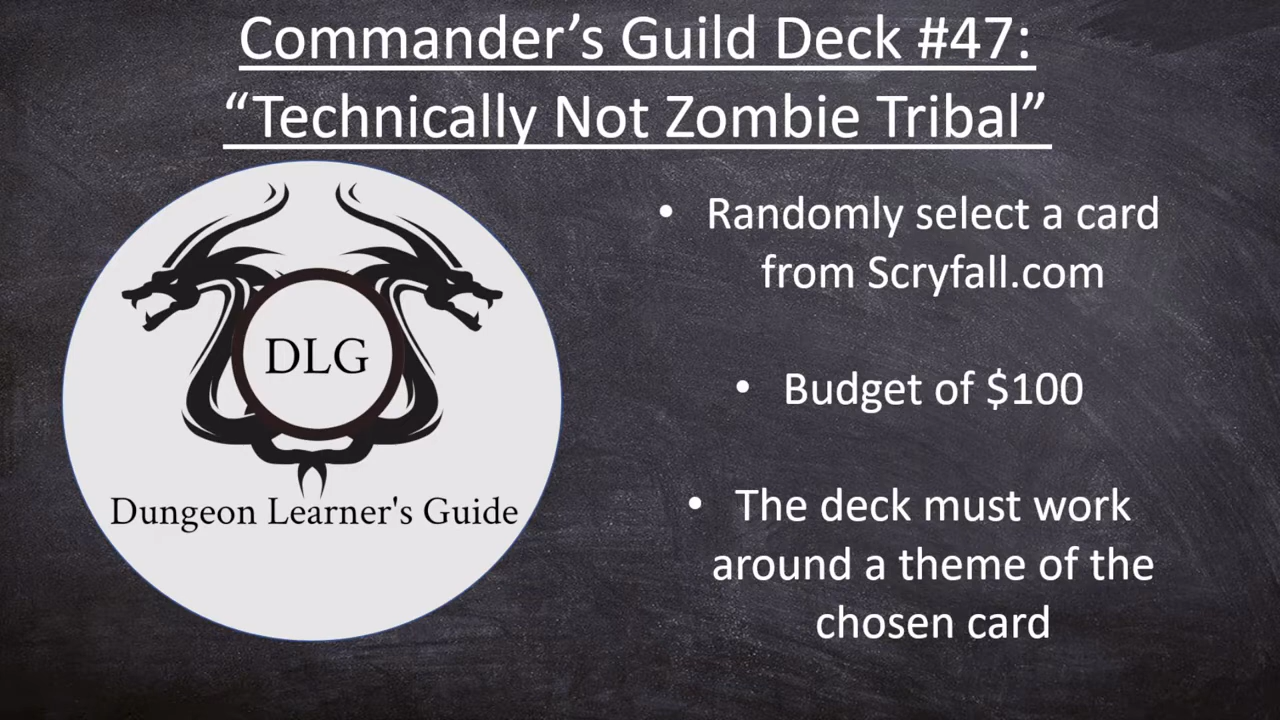 Commander’s Guild Deck #47:
“Technically Not Zombie Tribal”
DLG
Dungeon Learner's Guide
• Randomly select a card
from Scryfall.com
• Budget of $100
• The deck must work
around a theme of the
chosen card